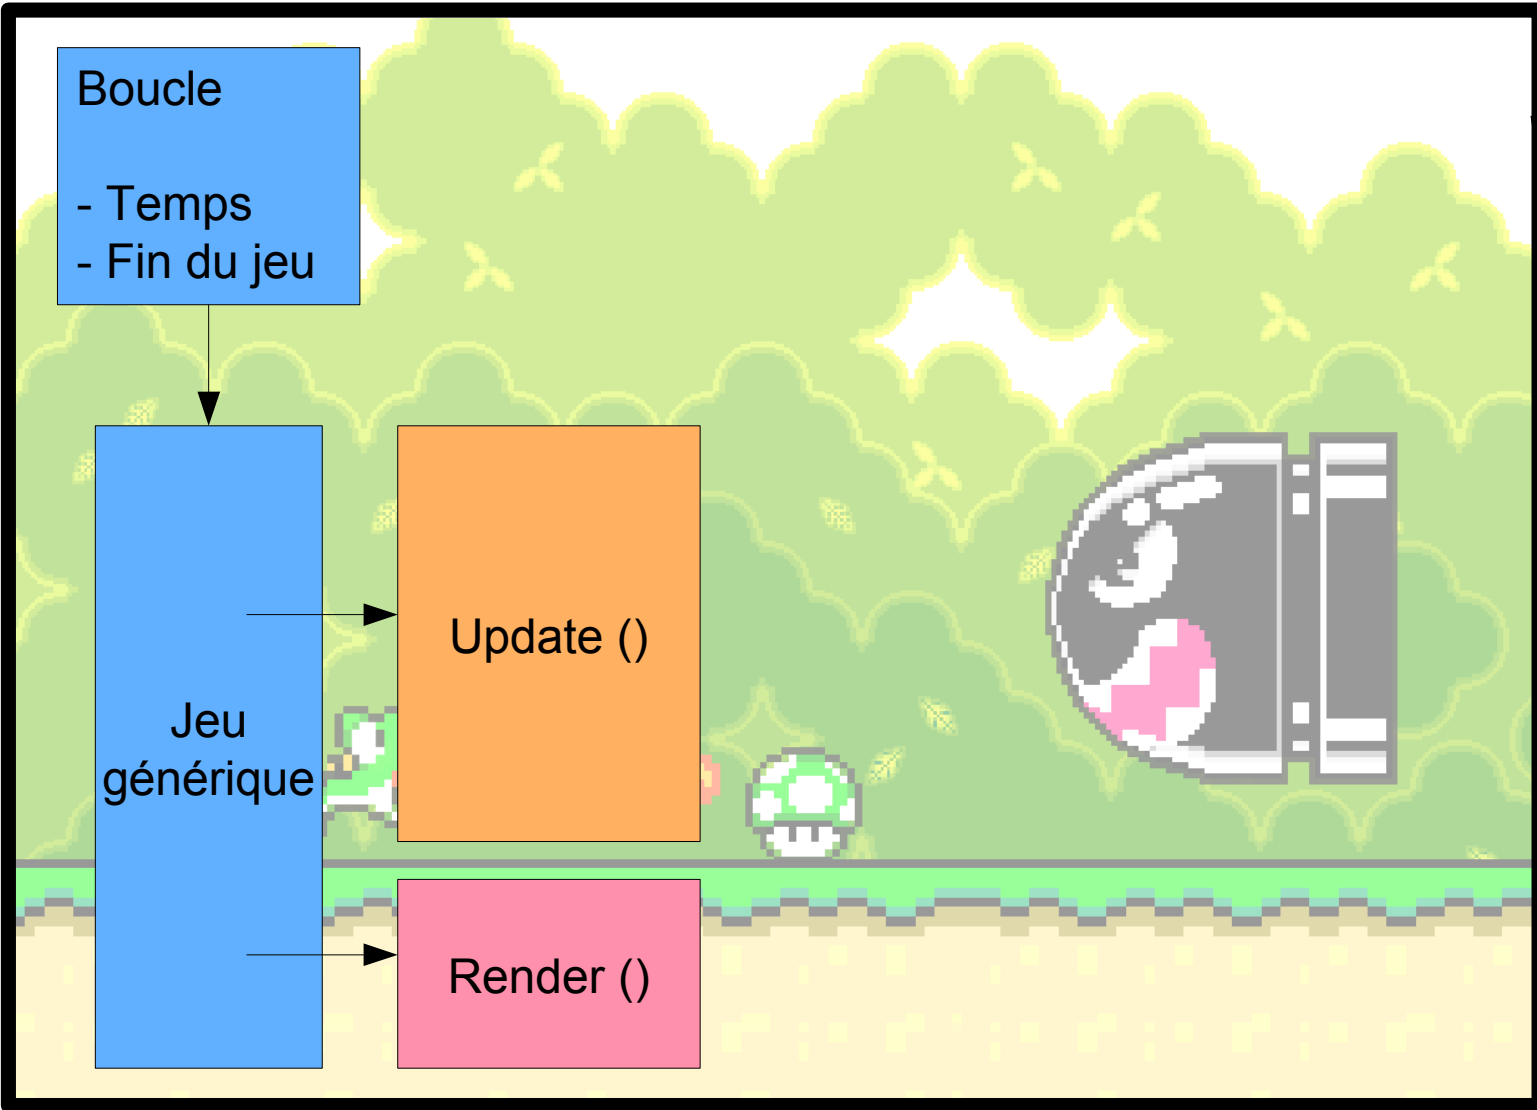 Boucle
- Temps
- Fin du jeu
Jeu
générique
Update ()
Render ()